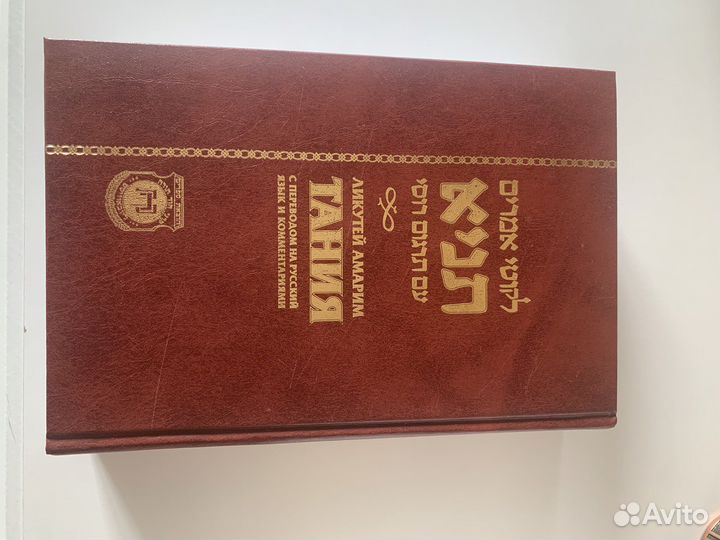 לקוטי אמרים
תניא
עם תרגום רוסי
ЛИКУТЕЙ АМАРИМ
ТАНИЯ
С ПЕРЕВОДОМ НА РУССКИЙ
ЯЗЫК И КОММЕНТАРИЯМИ
Avito